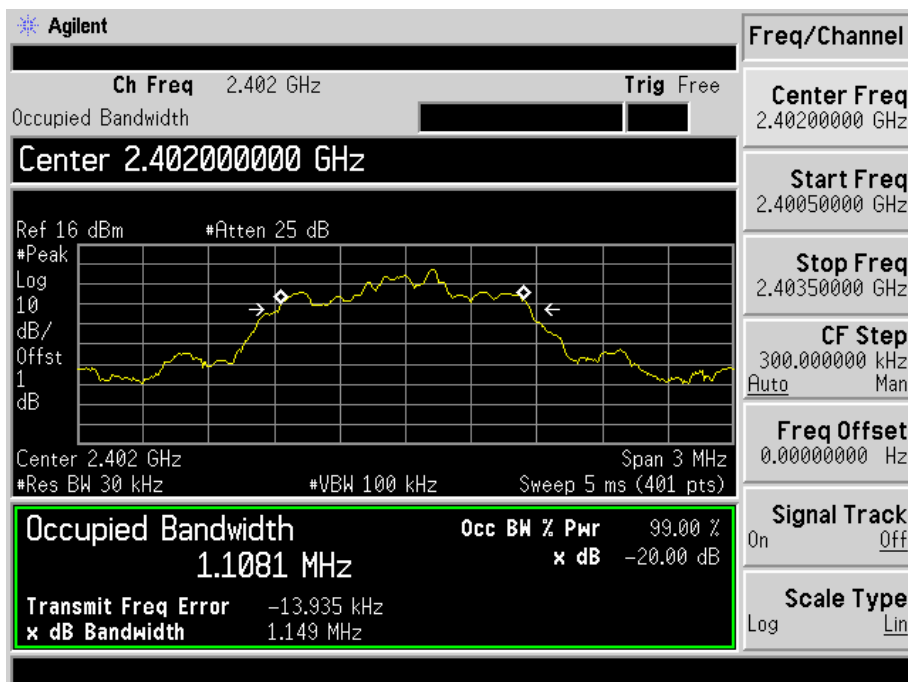 Agilent
Ch Freq 2.402 GHz Trig Free
Occupied Bandwidth
Center 2.402000000 GHz
Ref 16 dBm #Atten 25 dB
#Peak
Log
10
dB/
Offst
1
dB
Center 2.402 GHz Span 3 MHz
#Res BW 30 kHz #VBW 100 kHz Sweep 5 ms (401 pts)
Occupied Bandwidth
1.1081 MHz
Occ BW % Pwr 99.00 %
x dB -20.00 dB
Transmit Freq Error -13.935 kHz
x dB Bandwidth 1.149 MHz
Freq/Channel
Center Freq
2.40200000 GHz
Start Freq
2.40050000 GHz
Stop Freq
2.40350000 GHz
CF Step
300.000000 kHz
Auto Man
Freq Offset
0.00000000 Hz
Signal Track
On Off
Scale Type
Log Lin